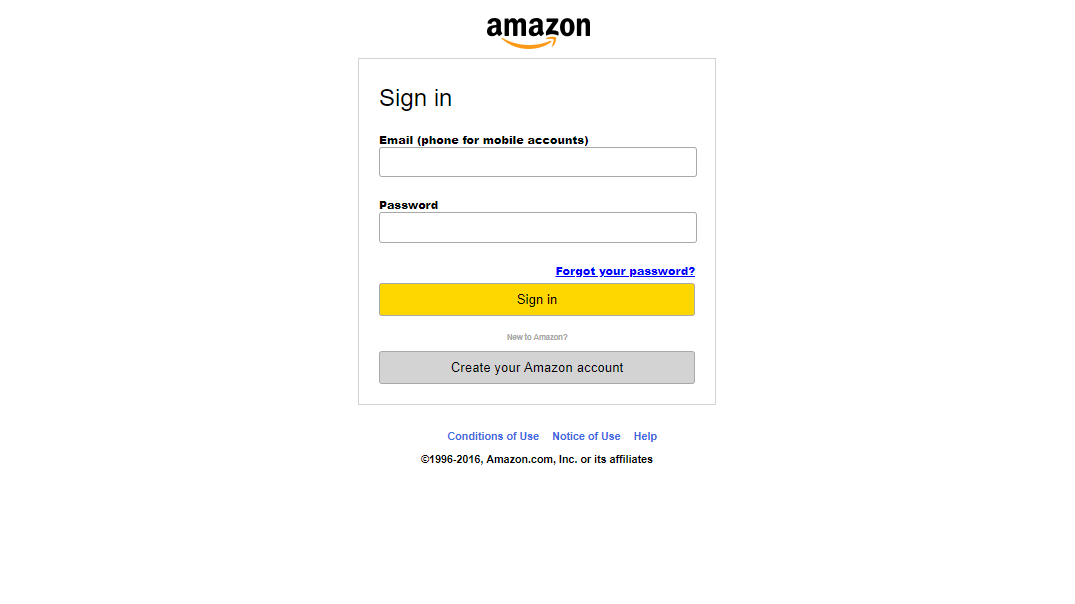 amazon
Sign in
Email (phone for mobile accounts)
Password
Forgot your password?
Sign in
New to Amazon?
Create your Amazon account
Conditions of Use Notice of Use Help
©1996-2016, Amazon.com, Inc. or its affiliates